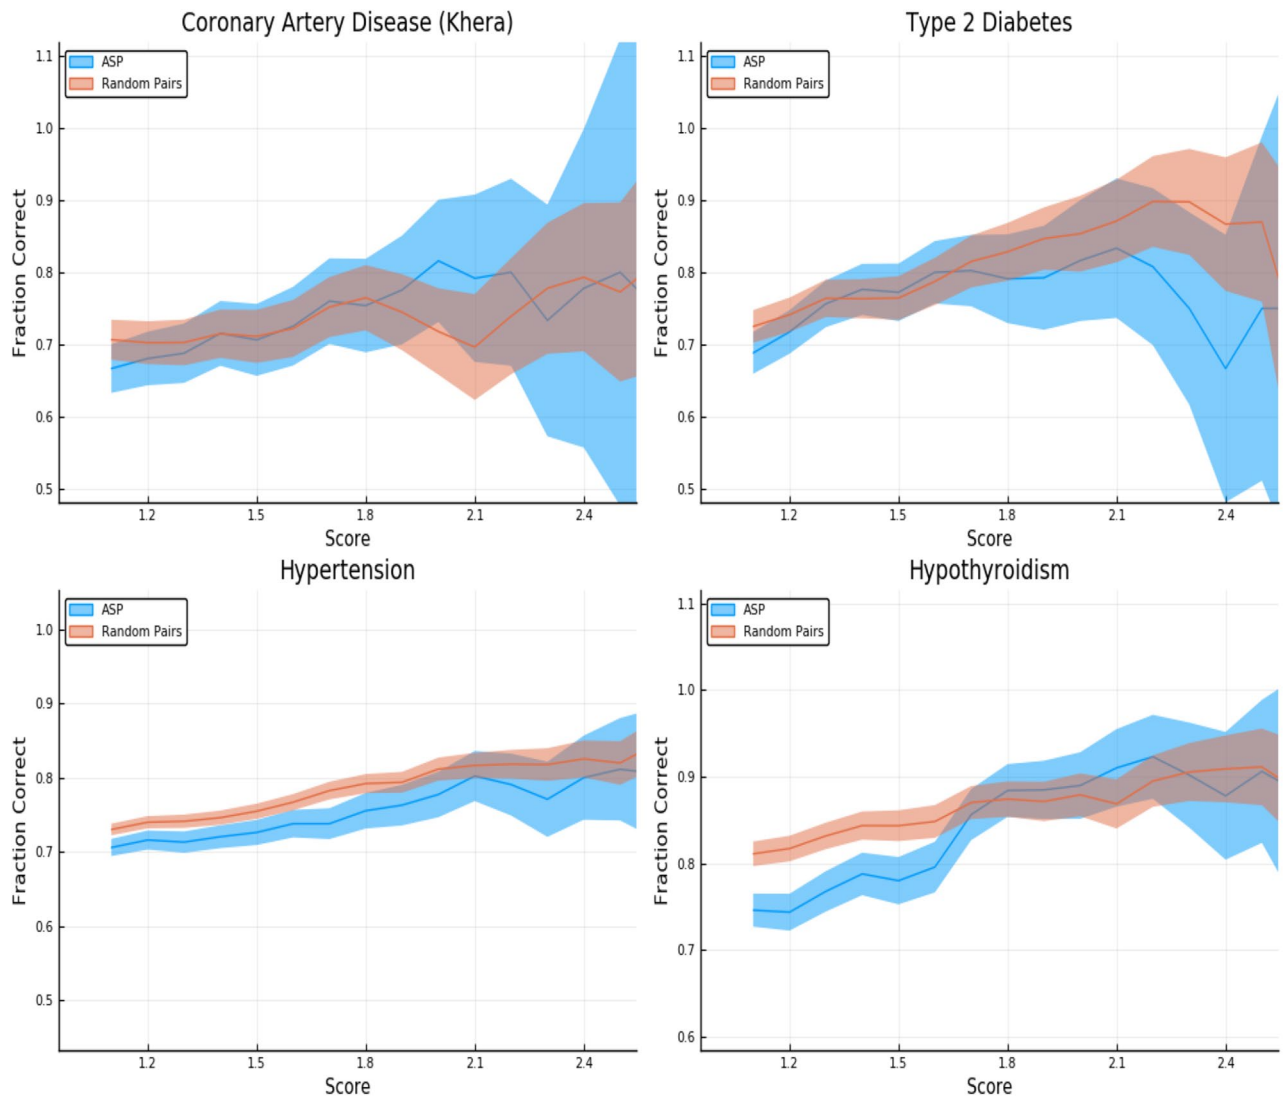 Coronary Artery Disease (Khera)
1.1
1.0
0.9
0.8
0.7
0.6
0.5
Fraction Correct
ASP
Random Pairs
1.2 1.5 1.8 2.1 2.4
Score
Type 2 Diabetes
1.1
1.0
0.9
0.8
0.7
0.6
0.5
Fraction Correct
ASP
Random Pairs
1.2 1.5 1.8 2.1 2.4
Score
Hypertension
1.0
0.9
0.8
0.7
0.6
0.5
Fraction Correct
ASP
Random Pairs
1.2 1.5 1.8 2.1 2.4
Score
Hypothyroidism
1.1
1.0
0.9
0.8
0.7
0.6
Fraction Correct
ASP
Random Pairs
1.2 1.5 1.8 2.1 2.4
Score